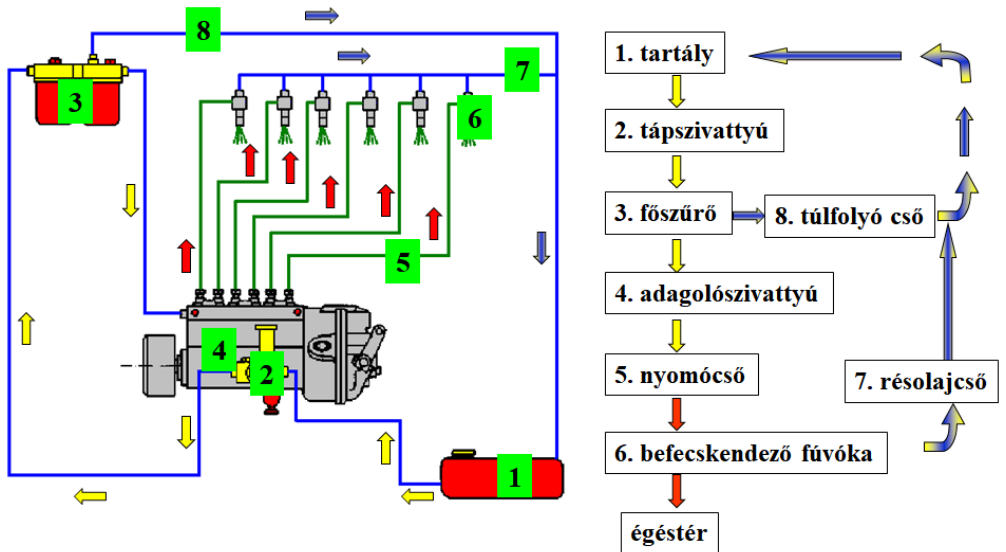 8
7
3
6
5
4
2
1
1. tartály
2. tápszivattyú
3. főszűrő
8. túlfolyó cső
4. adagolószivattyú
5. nyomócső
7. résolajcső
6. befecskendező fúvóka
égéstér